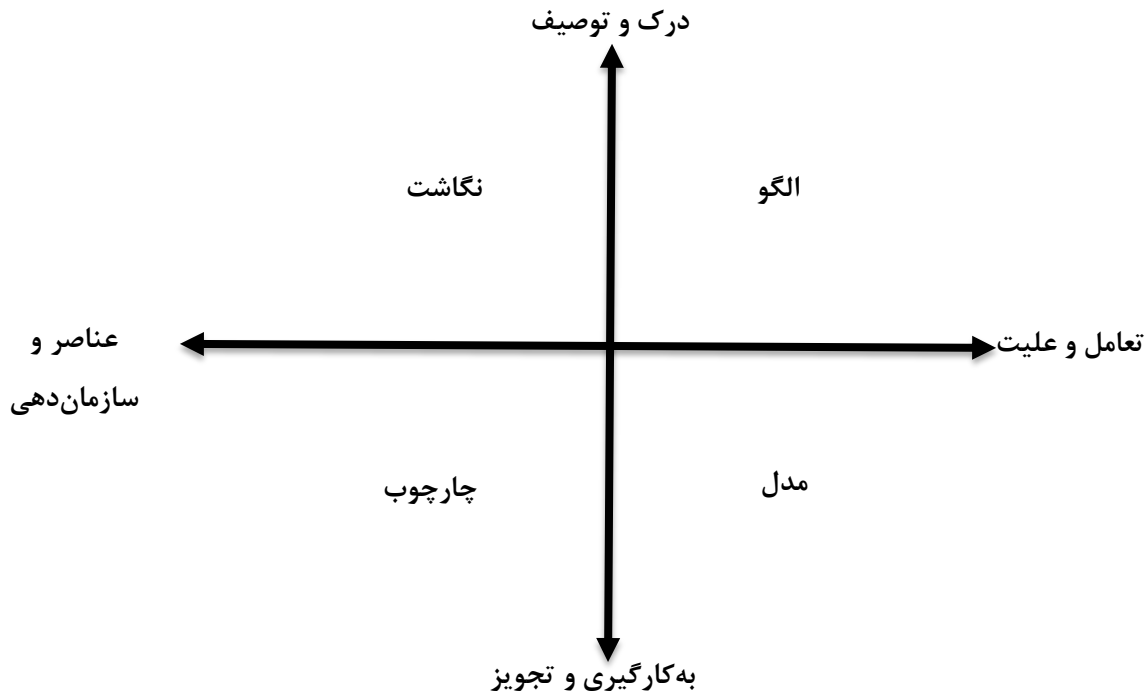 درک و توصیف
الگو
نگاشت
تعامل و علیت
عناصر و
سازمان‌دهی
مدل
چارچوب
به‌کارگیری و تجویز